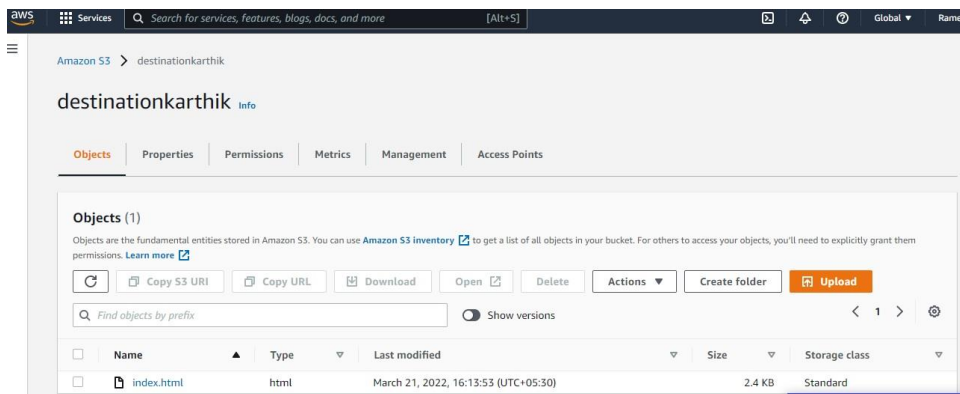 aws Services Search for services, features, blogs, docs, and more [Alt+S] Global ▼ Rame
Amazon S3 > destinationkarthik
destinationkarthik Info
Objects Properties Permissions Metrics Management Access Points
Objects (1)
Objects are the fundamental entities stored in Amazon S3. You can use Amazon S3 inventory to get a list of all objects in your bucket. For others to access your objects, you'll need to explicitly grant them
permissions. Learn more
Copy S3 URI Copy URL Download Open Delete Actions ▼ Create folder Upload
Find objects by prefix Show versions < 1 >
Name ▲ Type ▽ Last modified ▽ Size ▽ Storage class ▽
index.html html March 21, 2022, 16:13:53 (UTC+05:30) 2.4 KB Standard